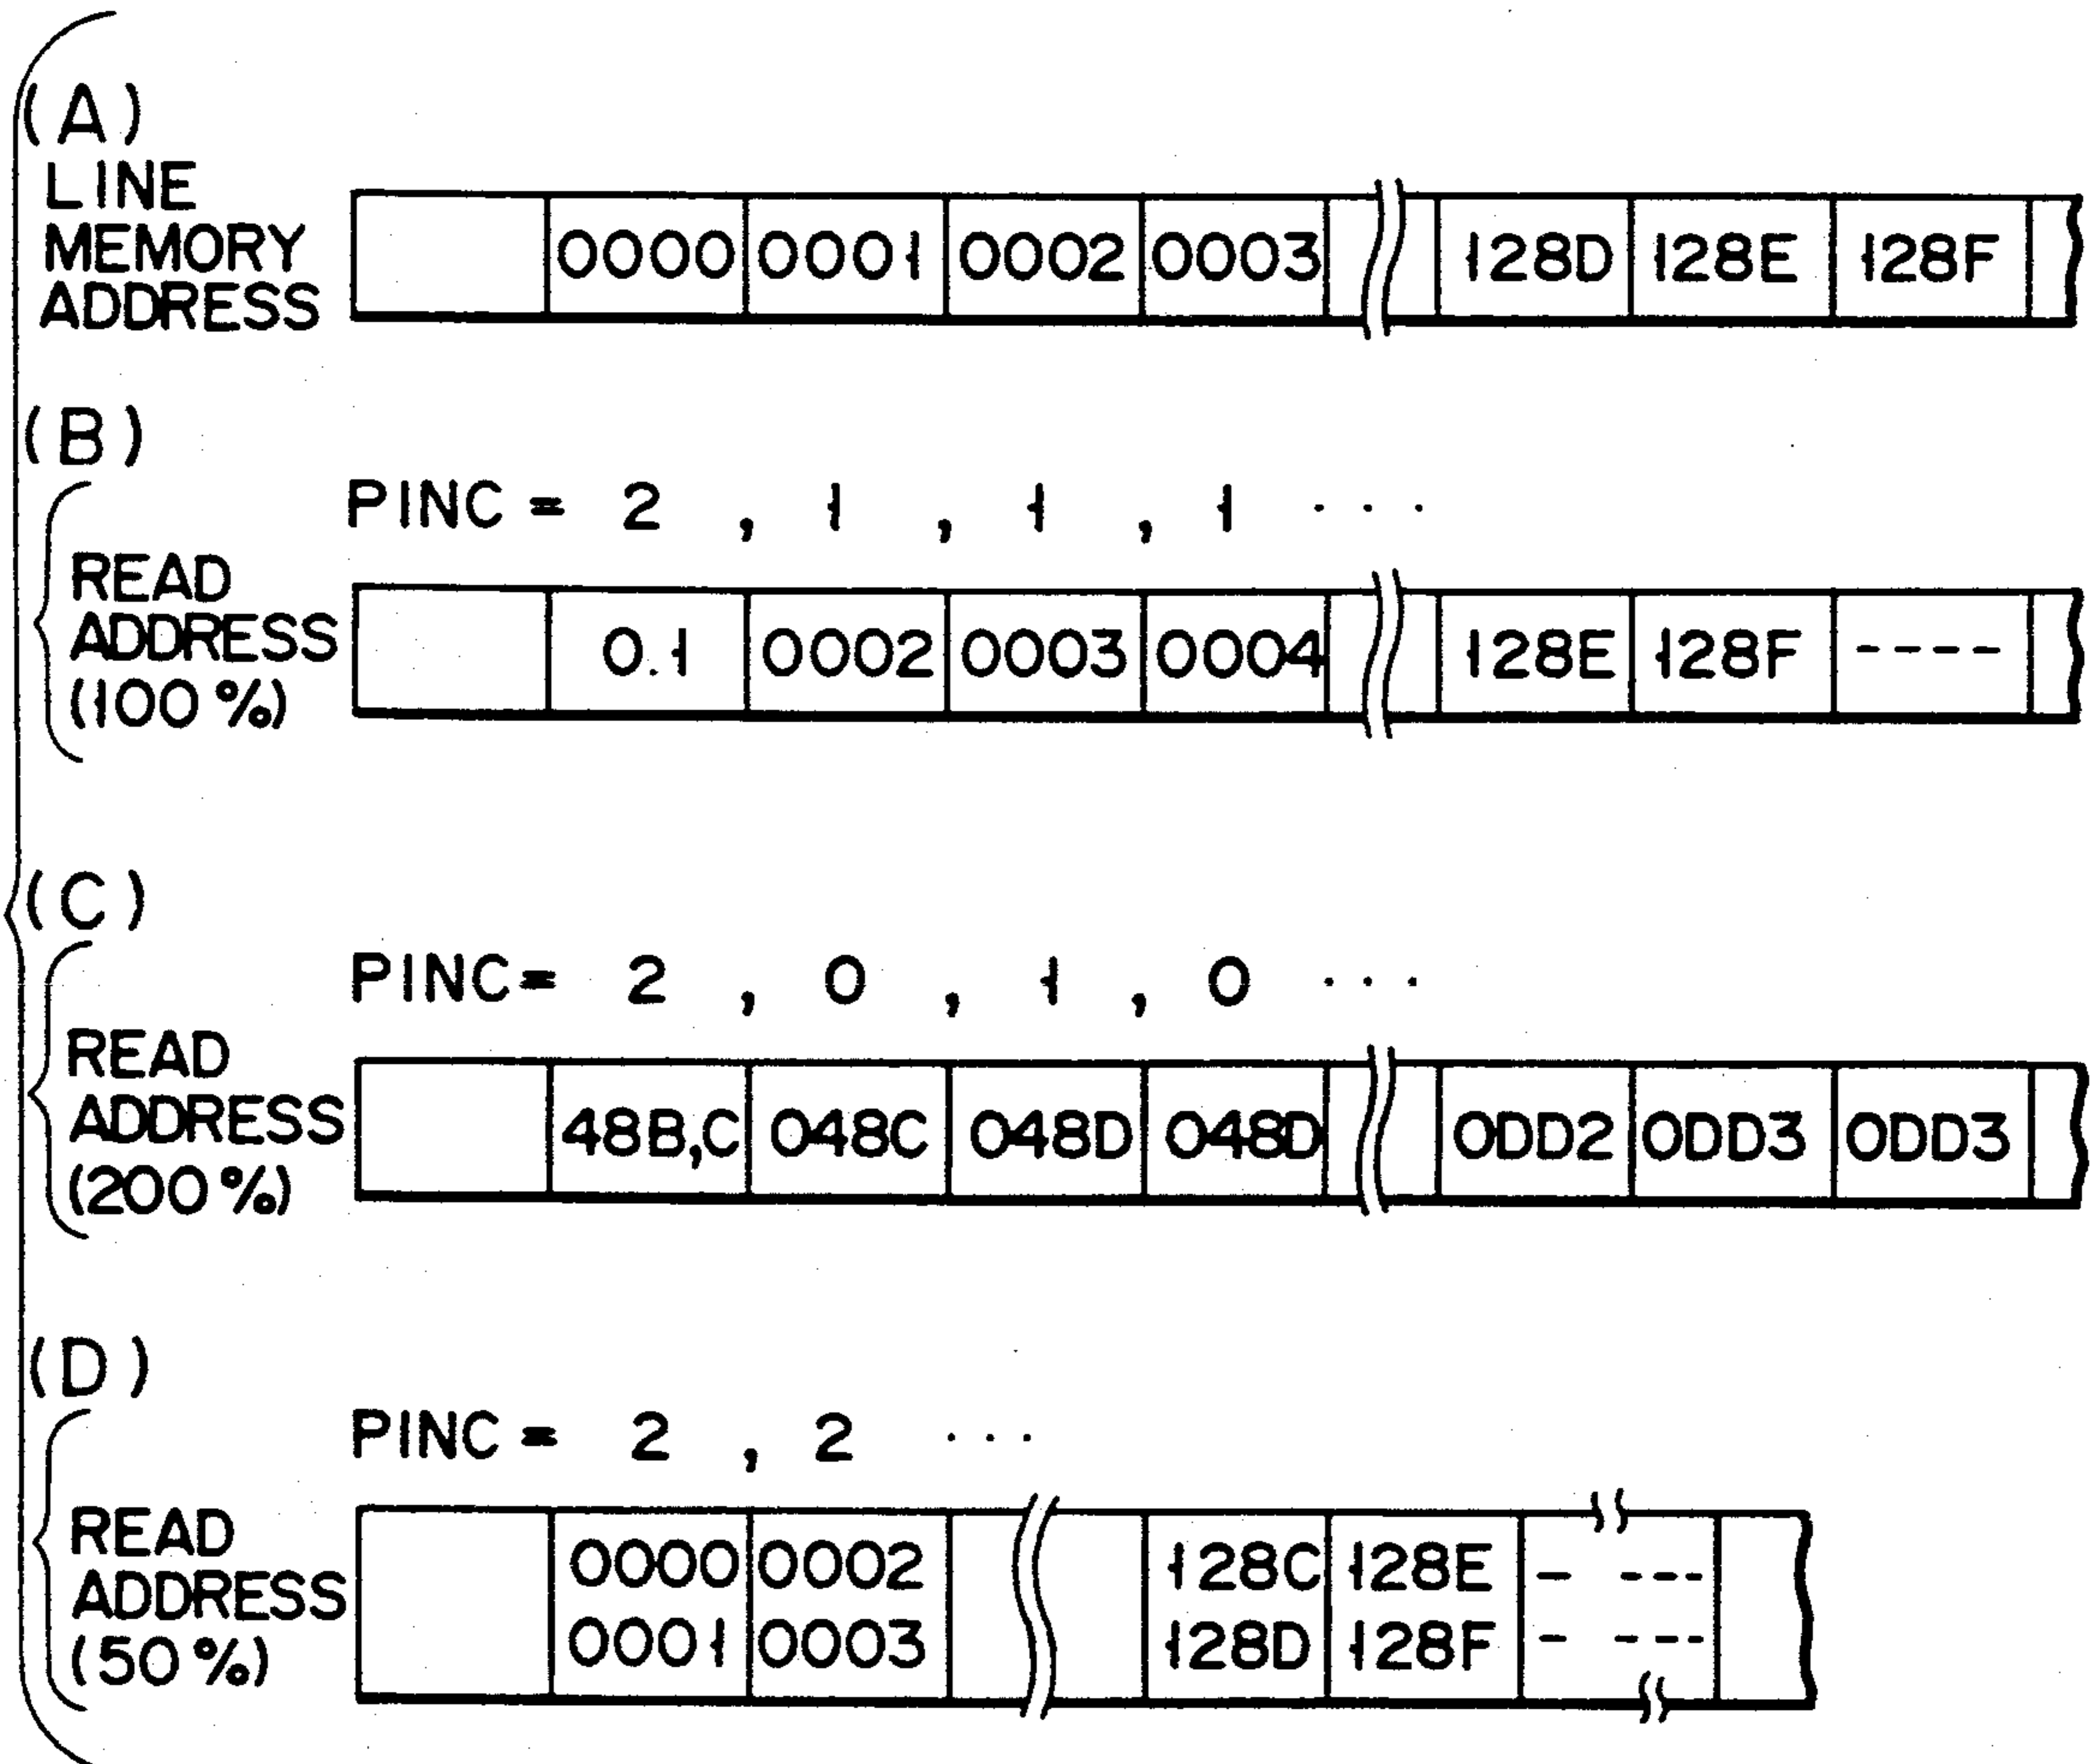 (A)
LINE
MEMORY
ADDRESS
0000 0001 0002 0003 128D 128E 128F
(B)
PINC = 2 , 1 , 1 , 1 ...
READ
ADDRESS
(100%)
0.1 0002 0003 0004 128E 128F ----
(C)
PINC = 2 , 0 , 1 , 0 ...
READ
ADDRESS
(200%)
48B,C 048C 048D 048D 0DD2 0DD3 0DD3
(D)
PINC = 2 , 2 ...
READ
ADDRESS
(50%)
0000 0002 128C 128E - ---
0001 0003 128D 128F - ---